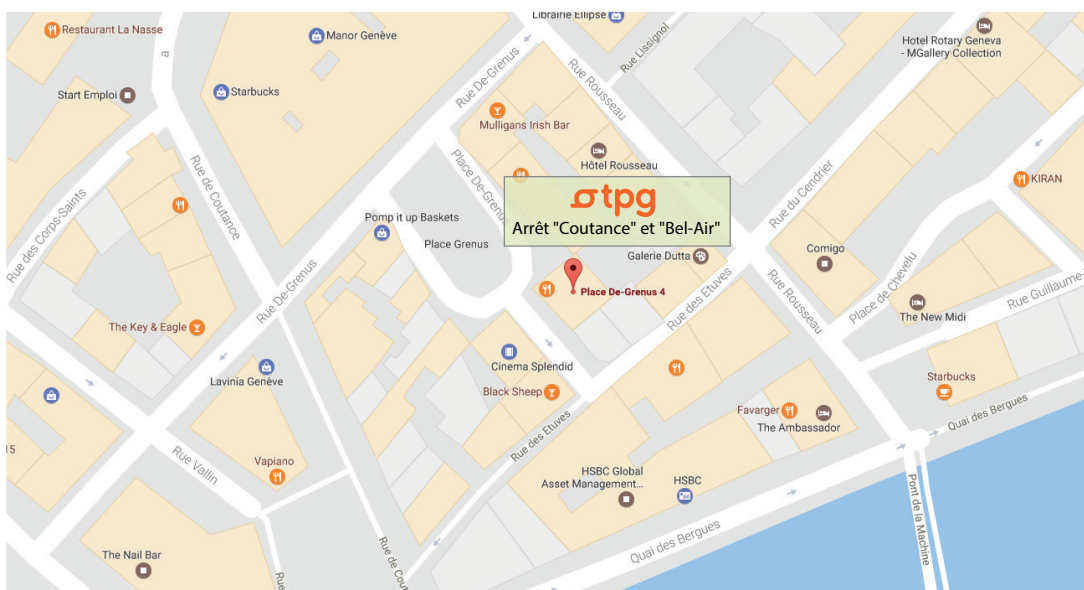 Restaurant La Nasse
Manor Genève
Librairie Ellipse
Rue Lissignol
Hotel Rotary Geneva
- MGallery Collection
a
Start Emploi
Starbucks
Rue De-Grenus
Rue Rousseau
Mulligans Irish Bar
Hôtel Rousseau
KIRAN
Rue de Coutance
Rue des Corps-Saints
Place De-Grenus
tpg
Arrêt "Coutance" et "Bel-Air"
Rue du Cendrier
Pomp it up Baskets
Place Grenus
Galerie Dutta
Comigo
Place De-Grenus 4
Rue De-Grenus
Rue des Etuves
Rue Rousseau
Place de Chevelu
Rue Guillaume-
The New Midi
The Key & Eagle
Lavinia Genève
Cinema Splendid
Black Sheep
Starbucks
Favarger
The Ambassador
Quai des Bergues
15
Rue Vallin
Vapiano
Rue des Etuves
HSBC Global
Asset Management...
HSBC
Pont de la Machine
The Nail Bar
Rue
Rue de Cout
Quai des Bergues